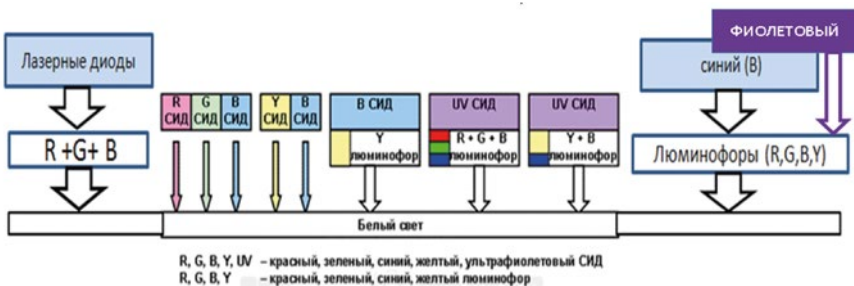 ФИОЛЕТОВЫЙ
Лазерные диоды
синий (B)
R СИД
G СИД
B СИД
Y СИД
B СИД
B СИД
UV СИД
UV СИД
R +G+ B
Y люминофор
R + G + B люминофор
Y + B люминофор
Люминофоры (R,G,B,Y)
Белый свет
R, G, B, Y, UV – красный, зеленый, синий, желтый, ультрафиолетовый СИД
R, G, B, Y – красный, зеленый, синий, желтый люминофор